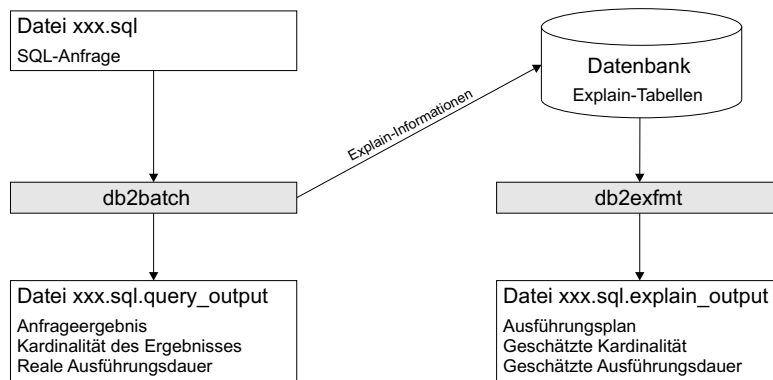 Datei xxx.sql
SQL-Anfrage
Datenbank
Explain-Tabellen
Explain-Informationen
db2batch
db2exfmt
Datei xxx.sql.query_output
Anfrageergebnis
Kardinalität des Ergebnisses
Reale Ausführungsdauer
Datei xxx.sql.explain_output
Ausführungsplan
Geschätzte Kardinalität
Geschätzte Ausführungsdauer